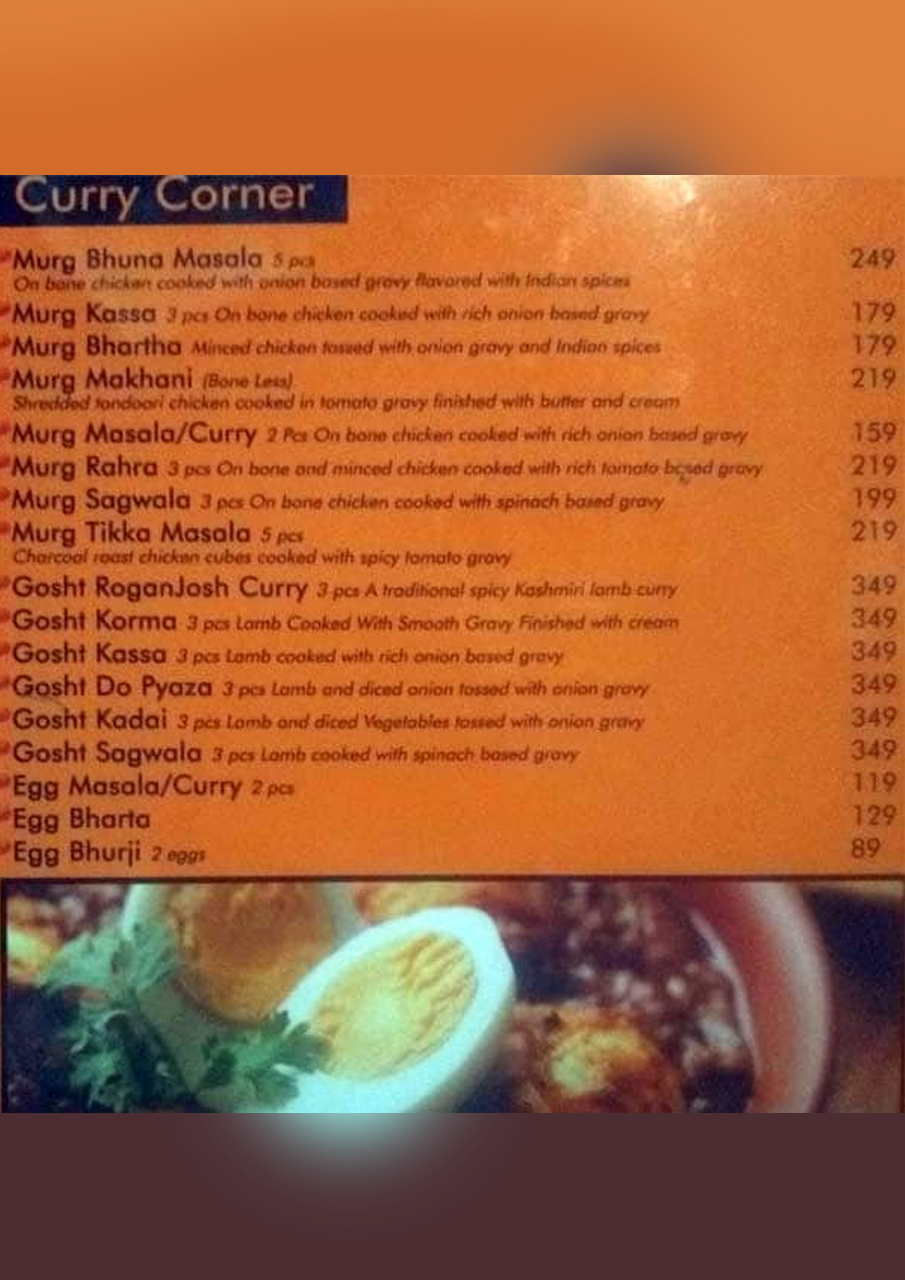 Curry Corner
Murg Bhuna Masala 5 pcs 249
On bone chicken cooked with onion based gravy flavored with Indian spices
Murg Kassa 3 pcs On bone chicken cooked with rich onion based gravy 179
Murg Bhartha Minced chicken tossed with onion gravy and Indian spices 179
Murg Makhani (Bone Less) 219
Shredded tandoori chicken cooked in tomato gravy finished with butter and cream
Murg Masala/Curry 2 Pcs On bone chicken cooked with rich onion based gravy 159
Murg Rahra 3 pcs On bone and minced chicken cooked with rich tomato based gravy 219
Murg Sagwala 3 pcs On bone chicken cooked with spinach based gravy 199
Murg Tikka Masala 5 pcs 219
Charcoal roast chicken cubes cooked with spicy tomato gravy
Gosht RoganJosh Curry 3 pcs A traditional spicy Kashmiri lamb curry 349
Gosht Korma 3 pcs Lamb Cooked With Smooth Gravy Finished with cream 349
Gosht Kassa 3 pcs Lamb cooked with rich onion based gravy 349
Gosht Do Pyaza 3 pcs Lamb and diced onion tossed with onion gravy 349
Gosht Kadai 3 pcs Lamb and diced Vegetables tossed with onion gravy 349
Gosht Sagwala 3 pcs Lamb cooked with spinach based gravy 349
Egg Masala/Curry 2 pcs 119
Egg Bharta 129
Egg Bhurji 2 eggs 89